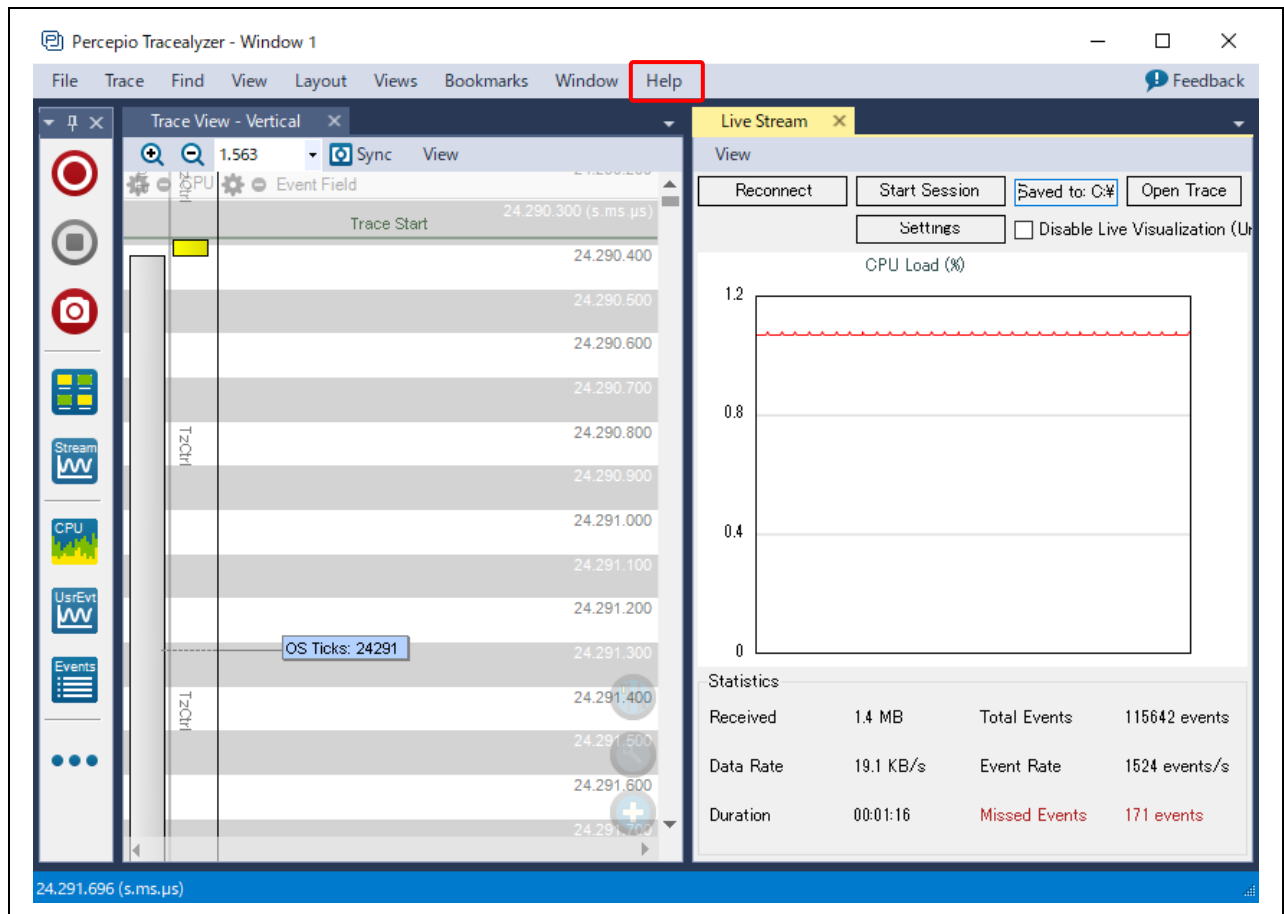 Percepio Tracealyzer - Window 1
File Trace Find View Layout Views Bookmarks Window Help Feedback
Trace View - Vertical
1.563 Sync View
CPU Event Field
24.290.300 (s.ms.µs)
Trace Start
24.290.400
24.290.500
24.290.600
24.290.700
24.290.800
24.290.900
24.291.000
24.291.100
24.291.200
24.291.300
24.291.400
24.291.500
24.291.600
24.291.700
TzCtrl
TzCtrl
TzCtrl
OS Ticks: 24291
Stream
CPU
UsrEvt
Events
Live Stream
View
Reconnect Start Session Saved to: C:¥ Open Trace
Settings Disable Live Visualization (Un
CPU Load (%)
1.2
0.8
0.4
0
Statistics
Received 1.4 MB Total Events 115642 events
Data Rate 19.1 KB/s Event Rate 1524 events/s
Duration 00:01:16 Missed Events 171 events
24.291.696 (s.ms.µs)